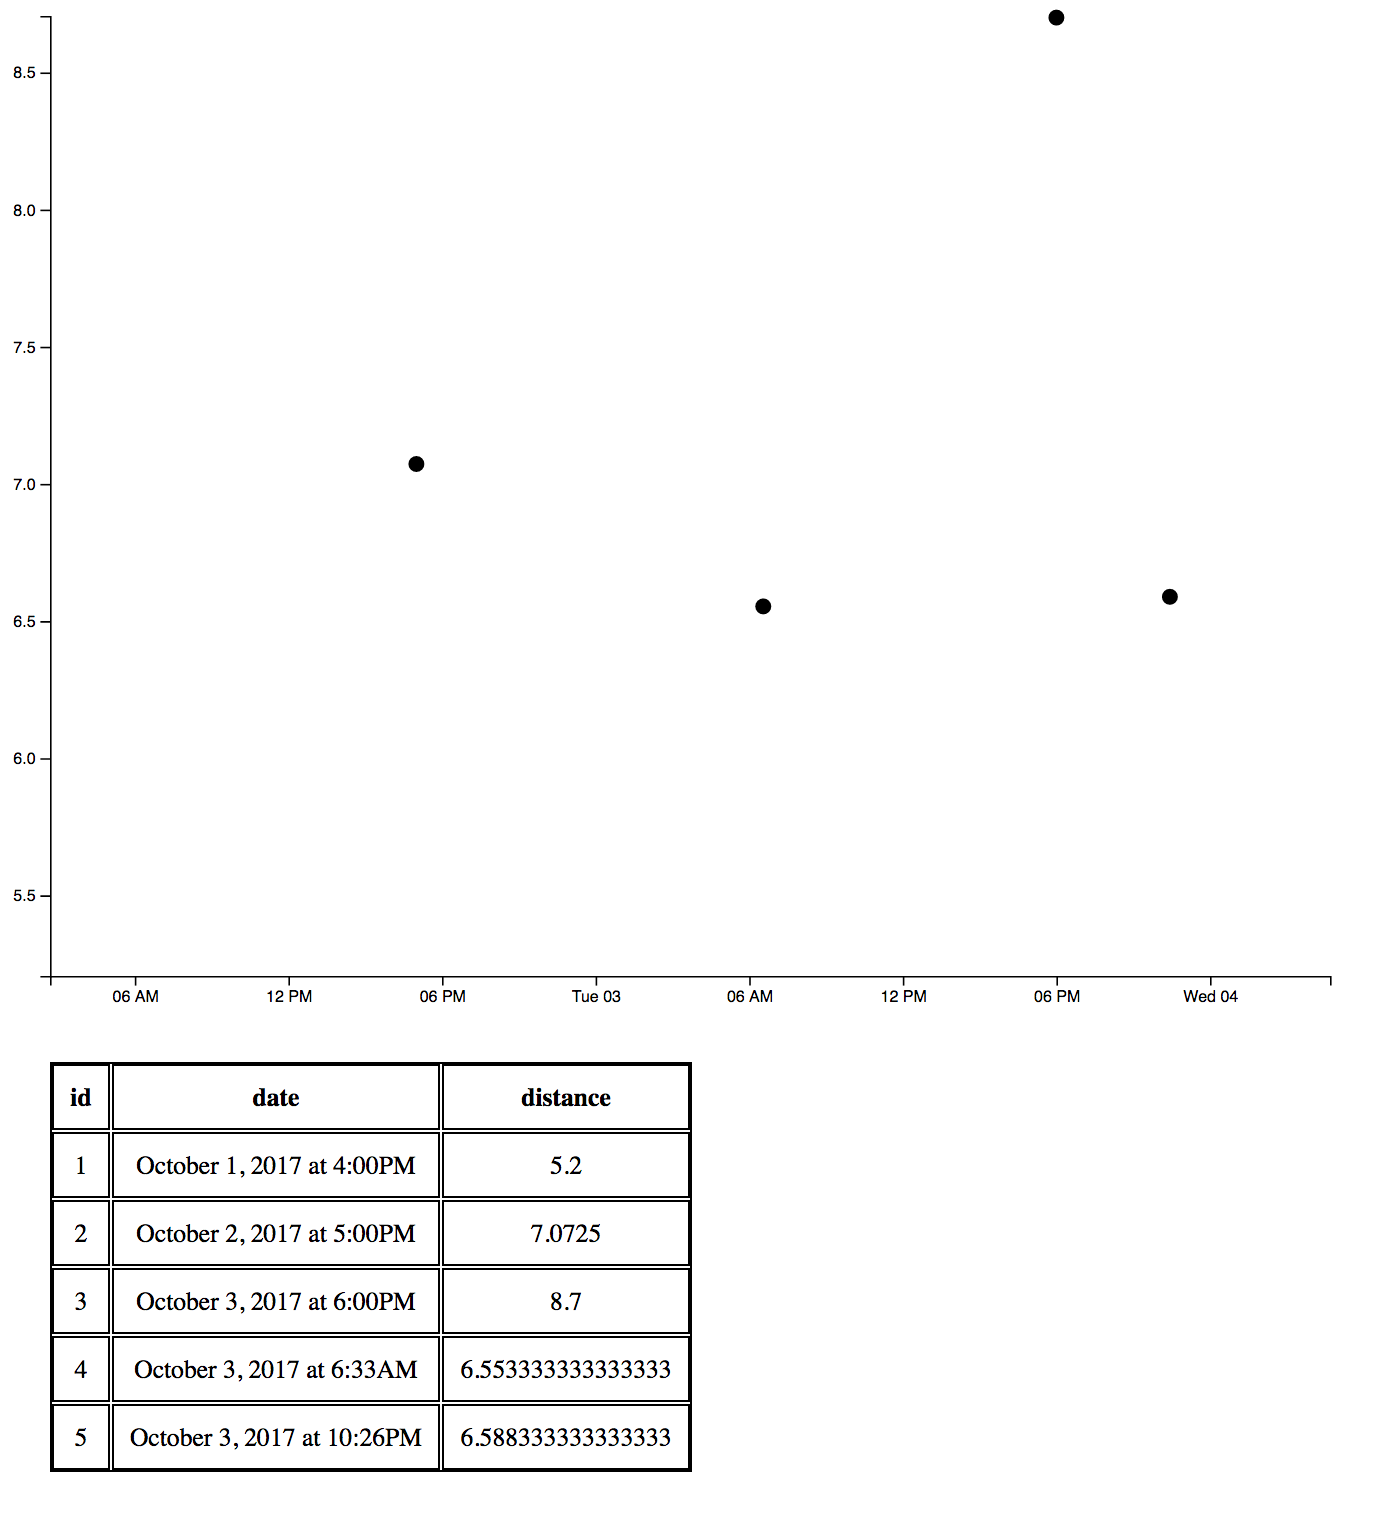 8.5
8.0
7.5
7.0
6.5
6.0
5.5
06 AM 12 PM 06 PM Tue 03 06 AM 12 PM 06 PM Wed 04
id date distance
1 October 1, 2017 at 4:00PM 5.2
2 October 2, 2017 at 5:00PM 7.0725
3 October 3, 2017 at 6:00PM 8.7
4 October 3, 2017 at 6:33AM 6.553333333333333
5 October 3, 2017 at 10:26PM 6.588333333333333